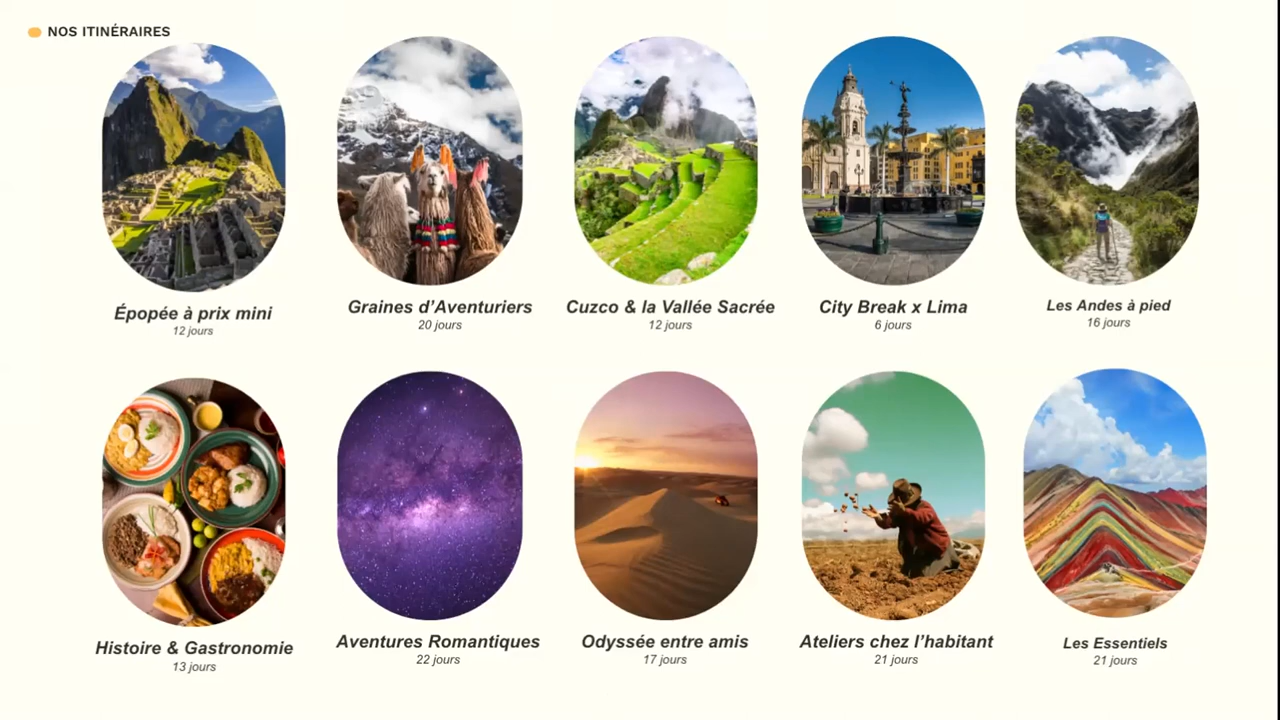 NOS ITINÉRAIRES
Épopée à prix mini
12 jours
Graines d’Aventuriers
20 jours
Cuzco & la Vallée Sacrée
12 jours
City Break x Lima
6 jours
Les Andes à pied
16 jours
Histoire & Gastronomie
13 jours
Aventures Romantiques
22 jours
Odyssée entre amis
17 jours
Ateliers chez l’habitant
21 jours
Les Essentiels
21 jours